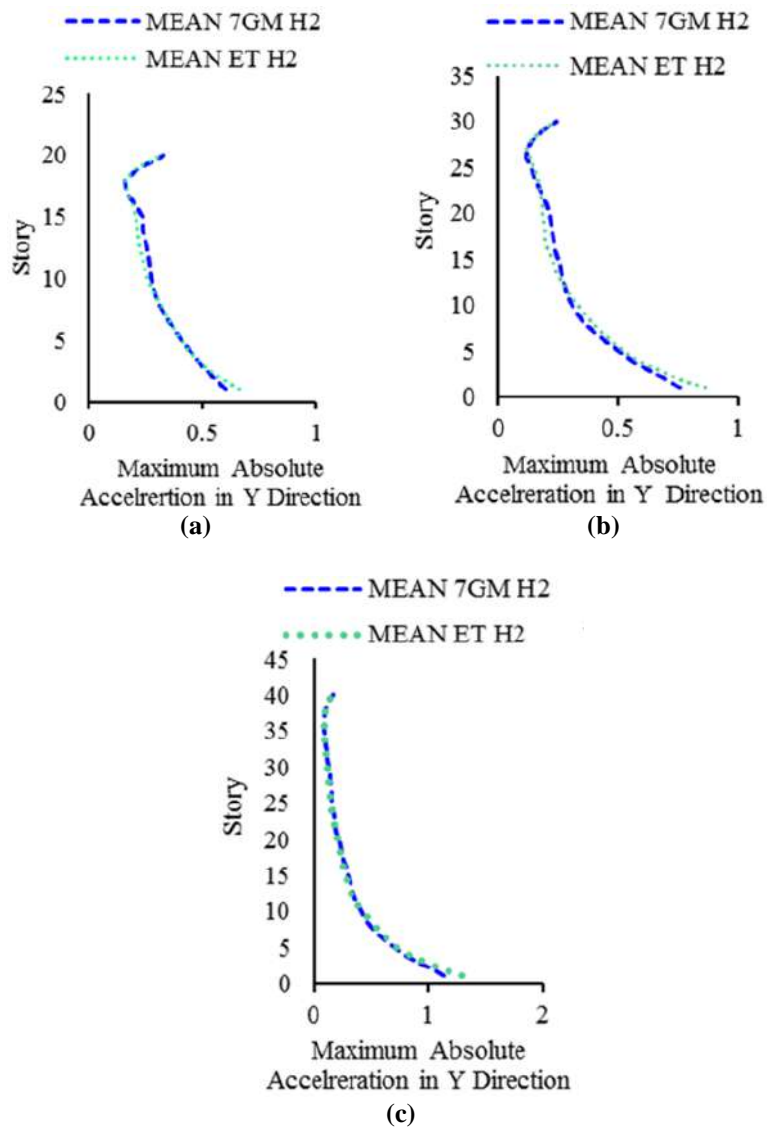 MEAN 7GM H2
MEAN ET H2
25
20
15
10
5
0
Story
0 0.5 1
Maximum Absolute
Accelrertion in Y Direction
(a)
MEAN 7GM H2
MEAN ET H2
35
30
25
20
15
10
5
0
Story
0 0.5 1
Maximum Absolute
Accelreration in Y Direction
(b)
MEAN 7GM H2
MEAN ET H2
45
40
35
30
25
20
15
10
5
0
Story
0 1 2
Maximum Absolute
Accelreration in Y Direction
(c)